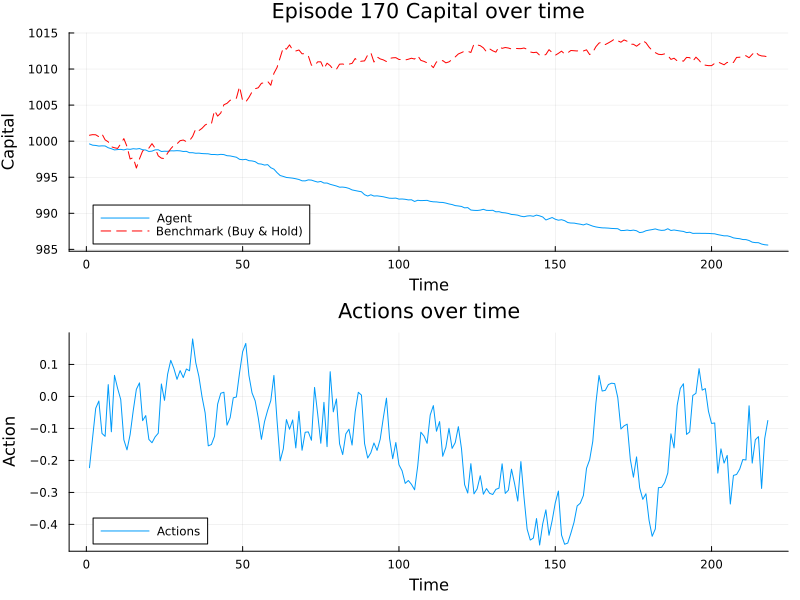 Episode 170 Capital over time
1015
1010
1005
1000
995
990
985
Capital
Agent
Benchmark (Buy & Hold)
0 50 100 150 200
Time
Actions over time
0.1
0.0
−0.1
−0.2
−0.3
−0.4
Action
Actions
0 50 100 150 200
Time